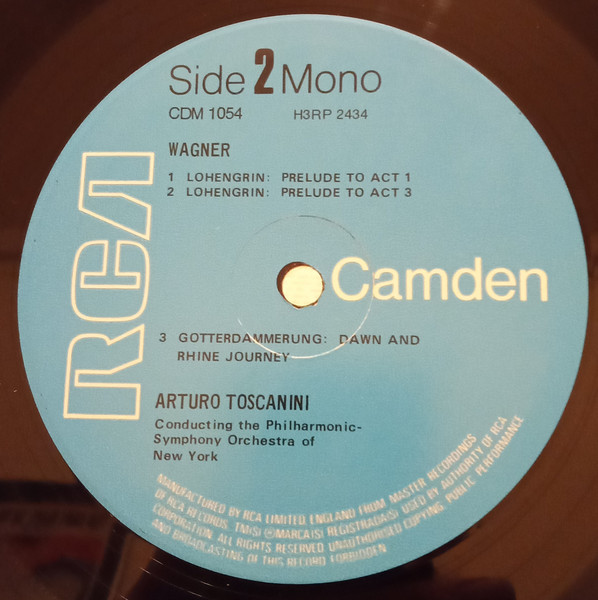 Side 2 Mono
CDM 1054 H3RP 2434
WAGNER
1 LOHENGRIN: PRELUDE TO ACT 1
2 LOHENGRIN: PRELUDE TO ACT 3
RCA
Camden
3 GOTTERDAMMERUNG: DAWN AND
RHINE JOURNEY
ARTURO TOSCANINI
Conducting the Philharmonic-
Symphony Orchestra of
New York
MANUFACTURED BY RCA LIMITED, ENGLAND FROM MASTER RECORDINGS
OF RCA RECORDS. TM(S) ® MARCA(S) REGISTRADA(S) USED BY AUTHORITY OF RCA
CORPORATION. ALL RIGHTS RESERVED. UNAUTHORISED COPYING, PUBLIC PERFORMANCE
AND BROADCASTING OF THIS RECORD FORBIDDEN